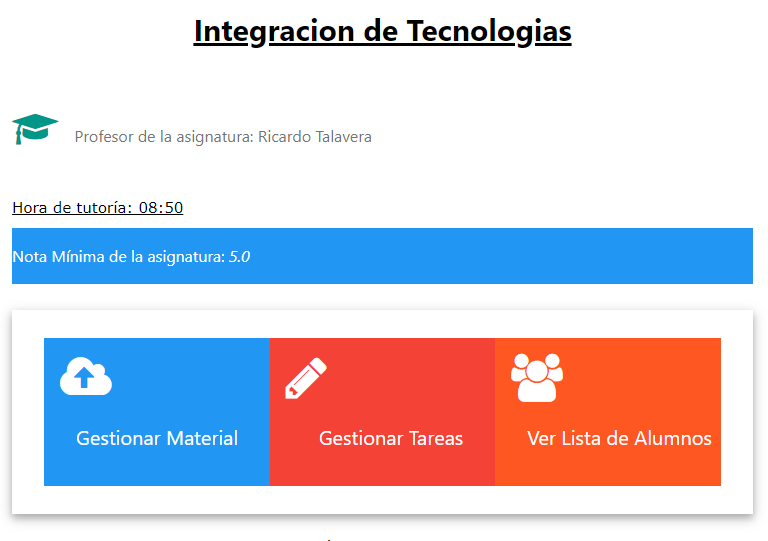 Integracion de Tecnologias
Profesor de la asignatura: Ricardo Talavera
Hora de tutoría: 08:50
Nota Mínima de la asignatura: 5.0
Gestionar Material
Gestionar Tareas
Ver Lista de Alumnos